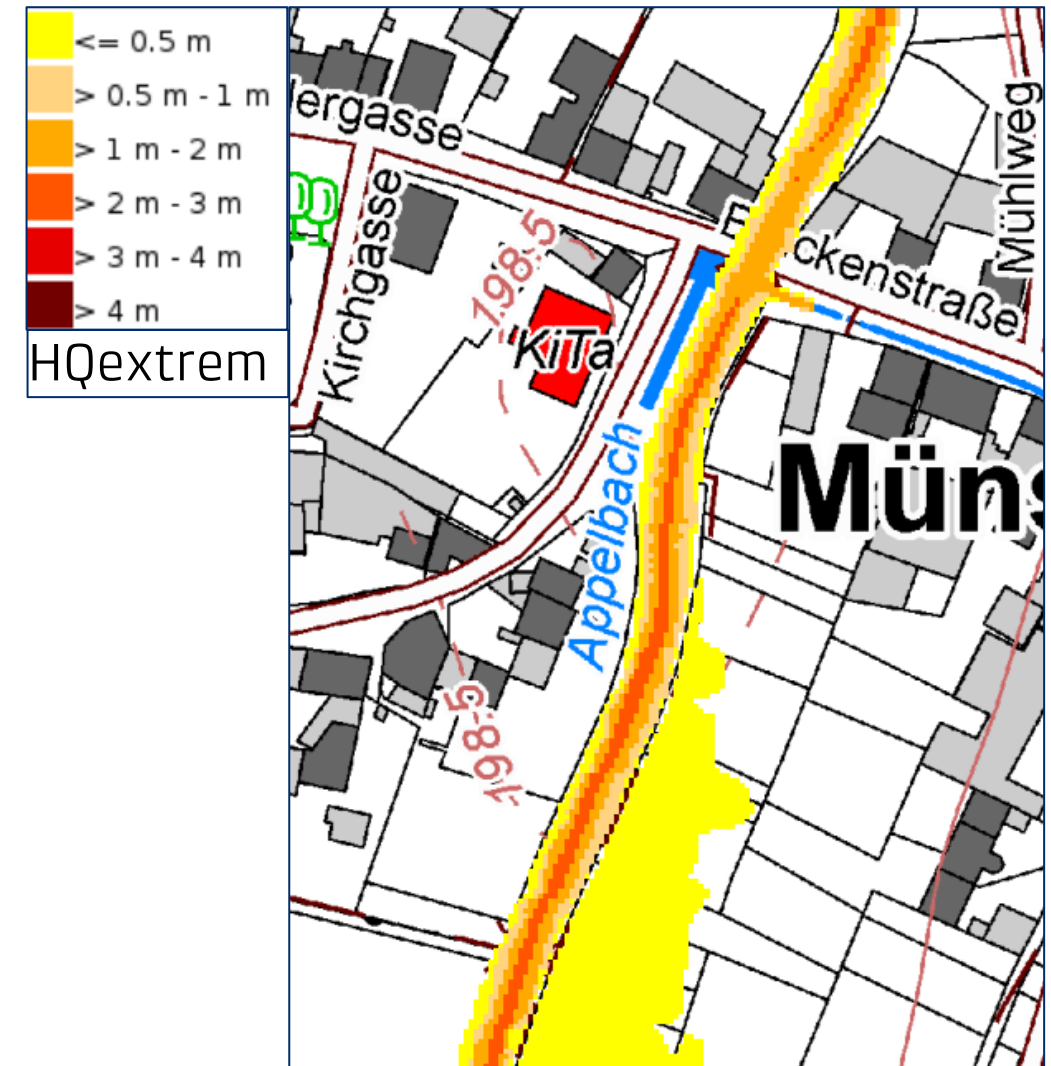 <= 0.5 m
> 0.5 m - 1 m
> 1 m - 2 m
> 2 m - 3 m
> 3 m - 4 m
> 4 m
HQextrem
ergasse
Kirchgasse
198.5
KiTa
Appelbach
ckenstraße
Mühlweg
Müns
198.5